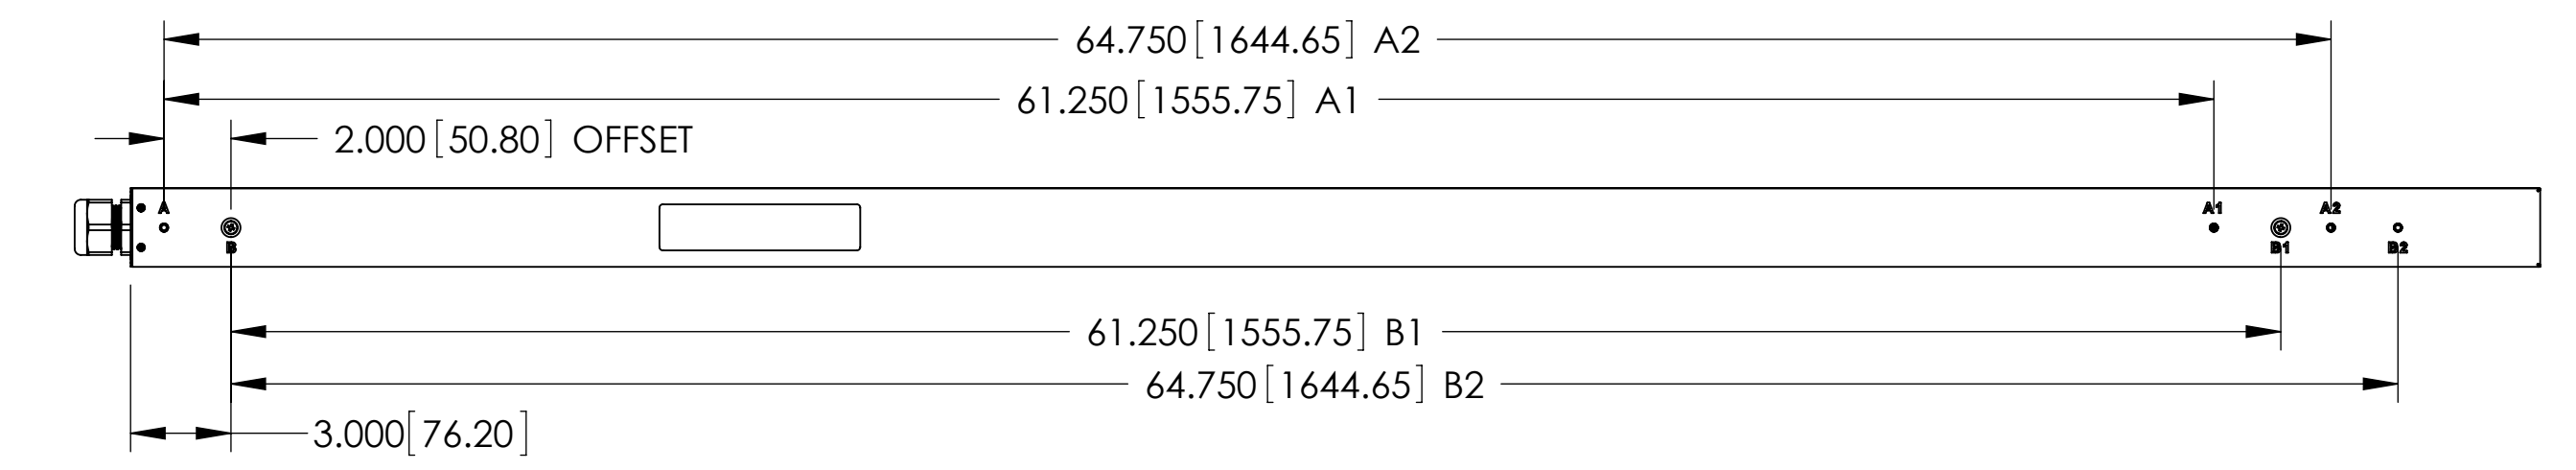 64.750[1644.65] A2
61.250[1555.75] A1
2.000[50.80] OFFSET
A
A1
A2
B
B1
B2
61.250[1555.75] B1
64.750[1644.65] B2
3.000[76.20]